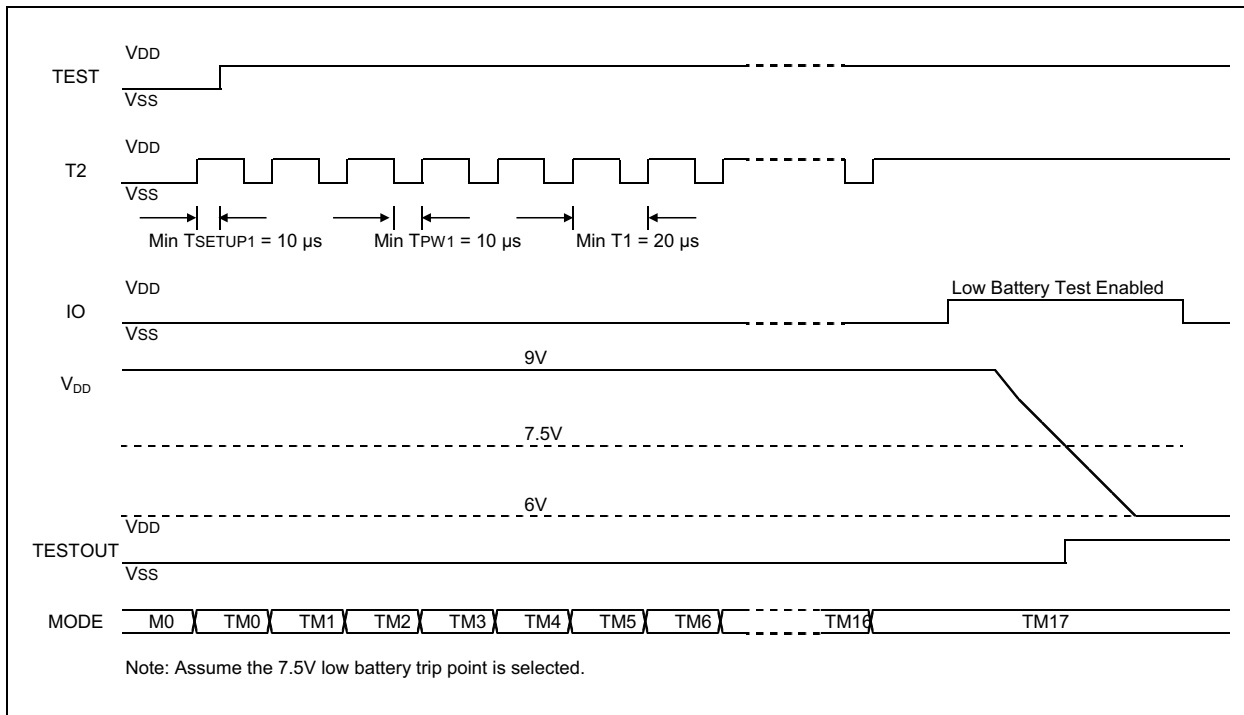 VDD
TEST
VSS
VDD
T2
VSS
Min TSETUP1 = 10 µs
Min TPW1 = 10 µs
Min T1 = 20 µs
VDD
Low Battery Test Enabled
IO
VSS
9V
VDD
7.5V
6V
VDD
TESTOUT
VSS
MODE M0 TM0 TM1 TM2 TM3 TM4 TM5 TM6 TM16 TM17
Note: Assume the 7.5V low battery trip point is selected.